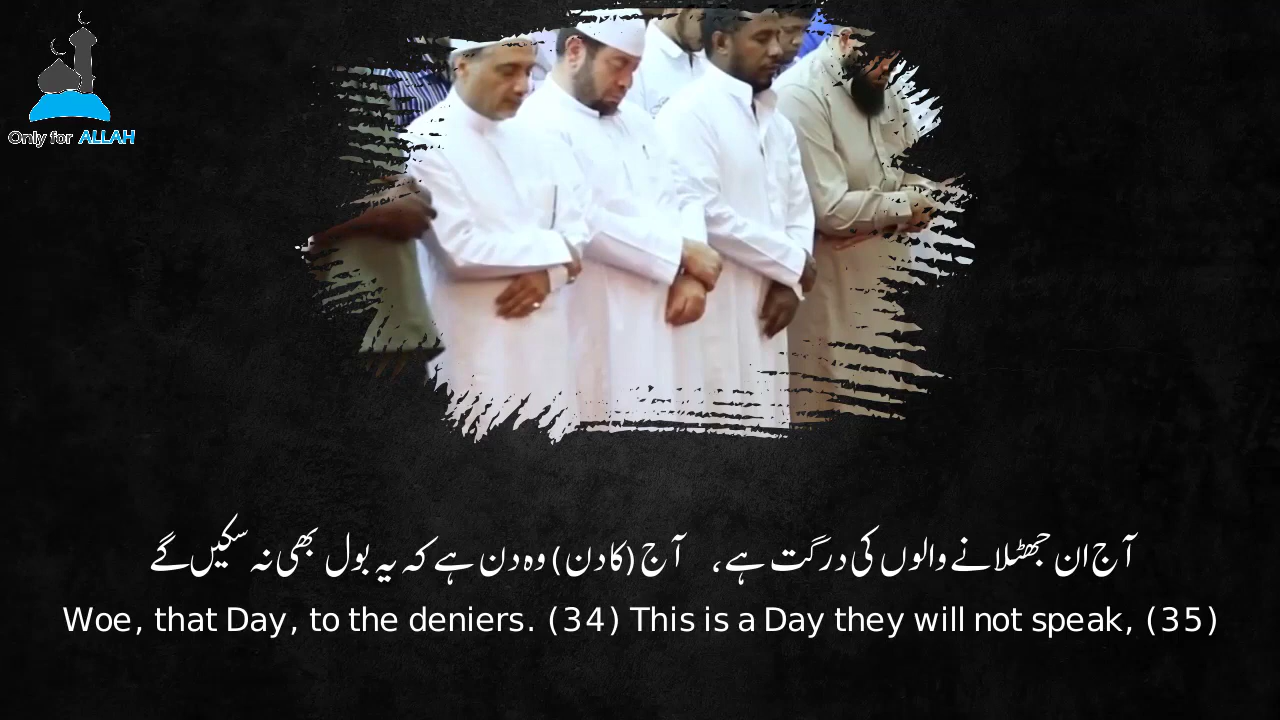 Only for ALLAH
آج ان جھٹلانے والوں کی درگت ہے، آج (کا دن) وہ دن ہے کہ یہ بول بھی نہ سکیں گے
Woe, that Day, to the deniers. (34) This is a Day they will not speak, (35)